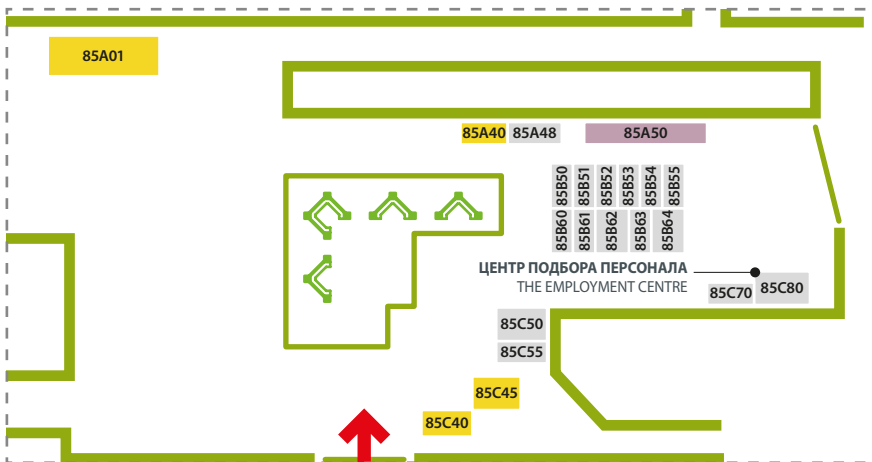 85A01
85A40
85A48
85A50
85B50
85B51
85B52
85B53
85B54
85B55
85B60
85B61
85B62
85B63
85B64
ЦЕНТР ПОДБОРА ПЕРСОНАЛА
THE EMPLOYMENT CENTRE
85C70
85C80
85C50
85C55
85C45
85C40